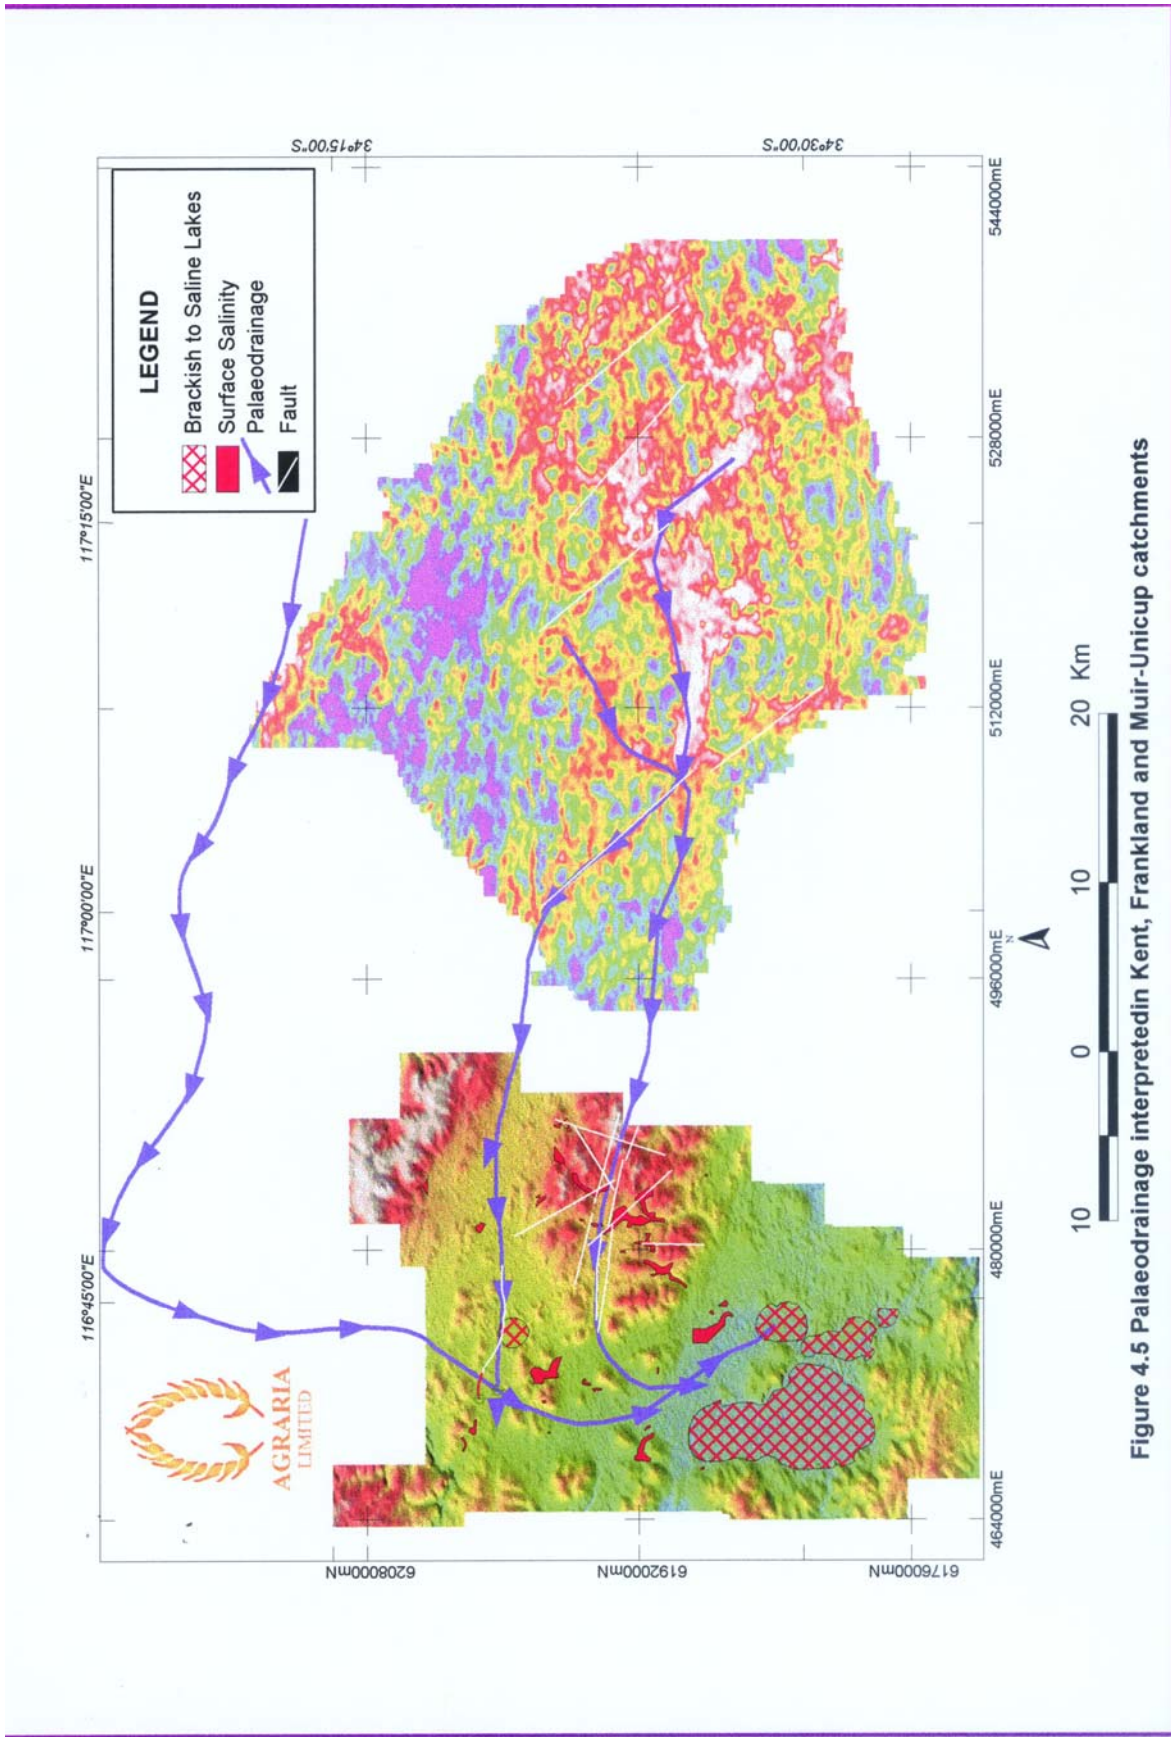 117°15'00"E
117°00'00"E
116°45'00"E
34°15'00"S
34°30'00"S
LEGEND
Brackish to Saline Lakes
Surface Salinity
Palaeodrainage
Fault
AGRARIA
LIMITED
6208000mN
6192000mN
6176000mN
464000mE
480000mE
496000mE
512000mE
528000mE
544000mE
N
10 0 10 20 Km
Figure 4.5 Palaeodrainage interpretedin Kent, Frankland and Muir-Unicup catchments